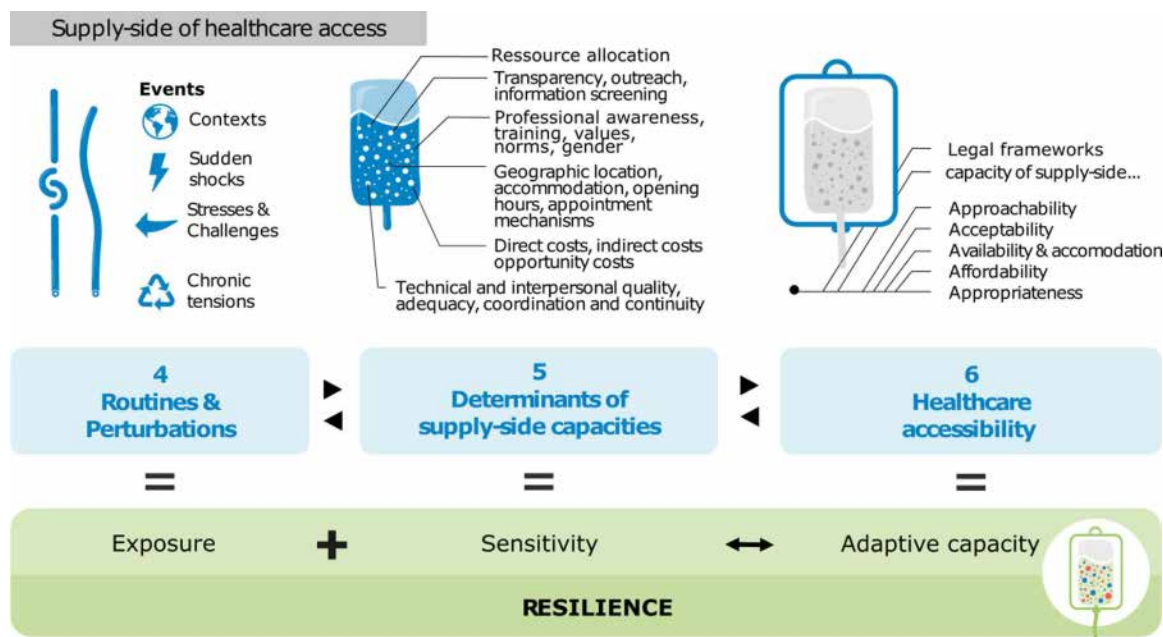 Supply-side of healthcare access
Events
Contexts
Sudden
shocks
Stresses &
Challenges
Chronic
tensions
Ressource allocation
Transparency, outreach,
information screening
Professional awareness,
training, values,
norms, gender
Geographic location,
accommodation, opening
hours, appointment
mechanisms
Direct costs, indirect costs
opportunity costs
Technical and interpersonal quality,
adequacy, coordination and continuity
Legal frameworks
capacity of supply-side...
Approachability
Acceptability
Availability & accomodation
Affordability
Appropriateness
4
Routines &
Perturbations
5
Determinants of
supply-side capacities
6
Healthcare
accessibility
=
=
=
Exposure
+
Sensitivity
Adaptive capacity
RESILIENCE